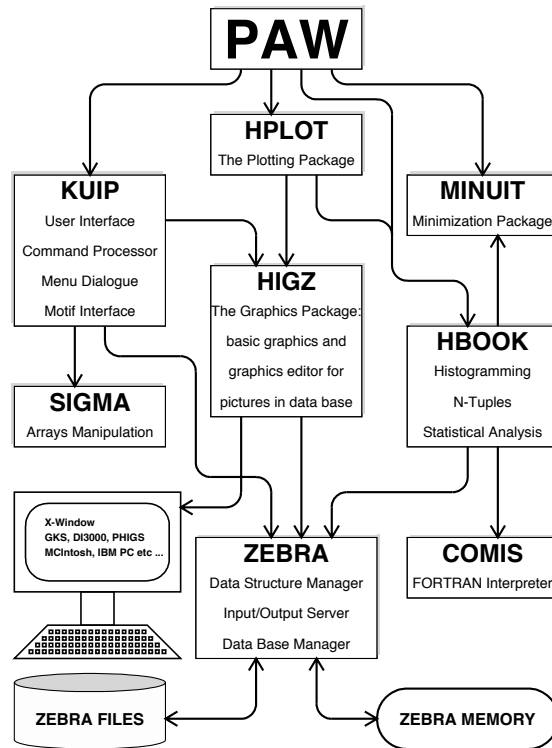 PAW
HPLOT
The Plotting Package
KUIP
User Interface
Command Processor
Menu Dialogue
Motif Interface
MINUIT
Minimization Package
HIGZ
The Graphics Package:
basic graphics and
graphics editor for
pictures in data base
HBOOK
Histogramming
N-Tuples
Statistical Analysis
SIGMA
Arrays Manipulation
X-Window
GKS, DI3000, PHIGS
MCIntosh, IBM PC etc ...
ZEBRA
Data Structure Manager
Input/Output Server
Data Base Manager
COMIS
FORTRAN Interpreter
ZEBRA FILES
ZEBRA MEMORY